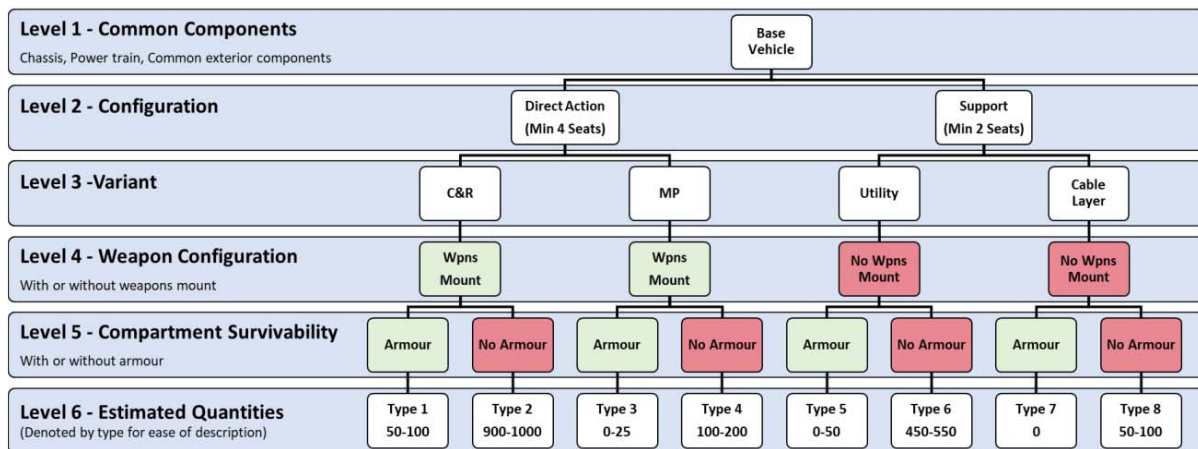 Level 1 - Common Components
Chassis, Power train, Common exterior components
Base
Vehicle
Level 2 - Configuration
Direct Action
(Min 4 Seats)
Support
(Min 2 Seats)
Level 3 -Variant
C&R
MP
Utility
Cable
Layer
Level 4 - Weapon Configuration
With or without weapons mount
Wpns
Mount
Wpns
Mount
No Wpns
Mount
No Wpns
Mount
Level 5 - Compartment Survivability
With or without armour
Armour
No Armour
Armour
No Armour
Armour
No Armour
Armour
No Armour
Level 6 - Estimated Quantities
(Denoted by type for ease of description)
Type 1
50-100
Type 2
900-1000
Type 3
0-25
Type 4
100-200
Type 5
0-50
Type 6
450-550
Type 7
0
Type 8
50-100